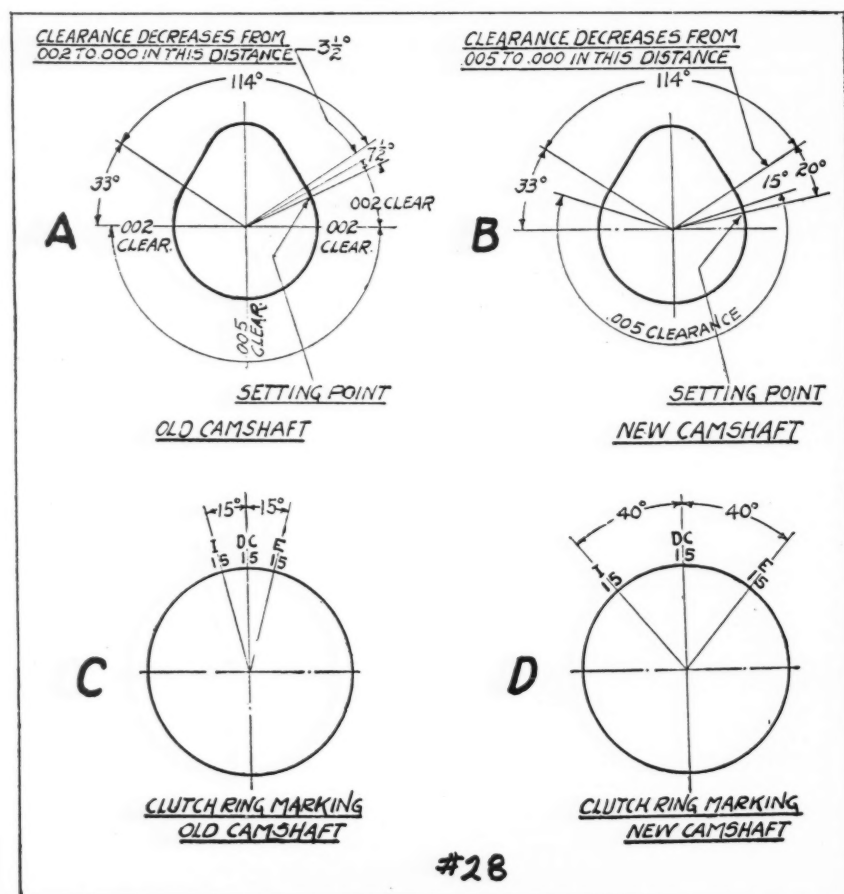 CLEARANCE DECREASES FROM
.002 TO .000 IN THIS DISTANCE
3½°
114°
7½°
33°
.002 CLEAR
.002
CLEAR.
.002
CLEAR.
A
.005
CLEAR.
SETTING POINT
OLD CAMSHAFT
CLEARANCE DECREASES FROM
.005 TO .000 IN THIS DISTANCE
114°
33°
15°
20°
B
.005 CLEARANCE
SETTING POINT
NEW CAMSHAFT
15°
15°
I
15
DC
15
E
15
C
CLUTCH RING MARKING
OLD CAMSHAFT
40°
40°
I 15
DC
15
E
15
D
CLUTCH RING MARKING
NEW CAMSHAFT
#28